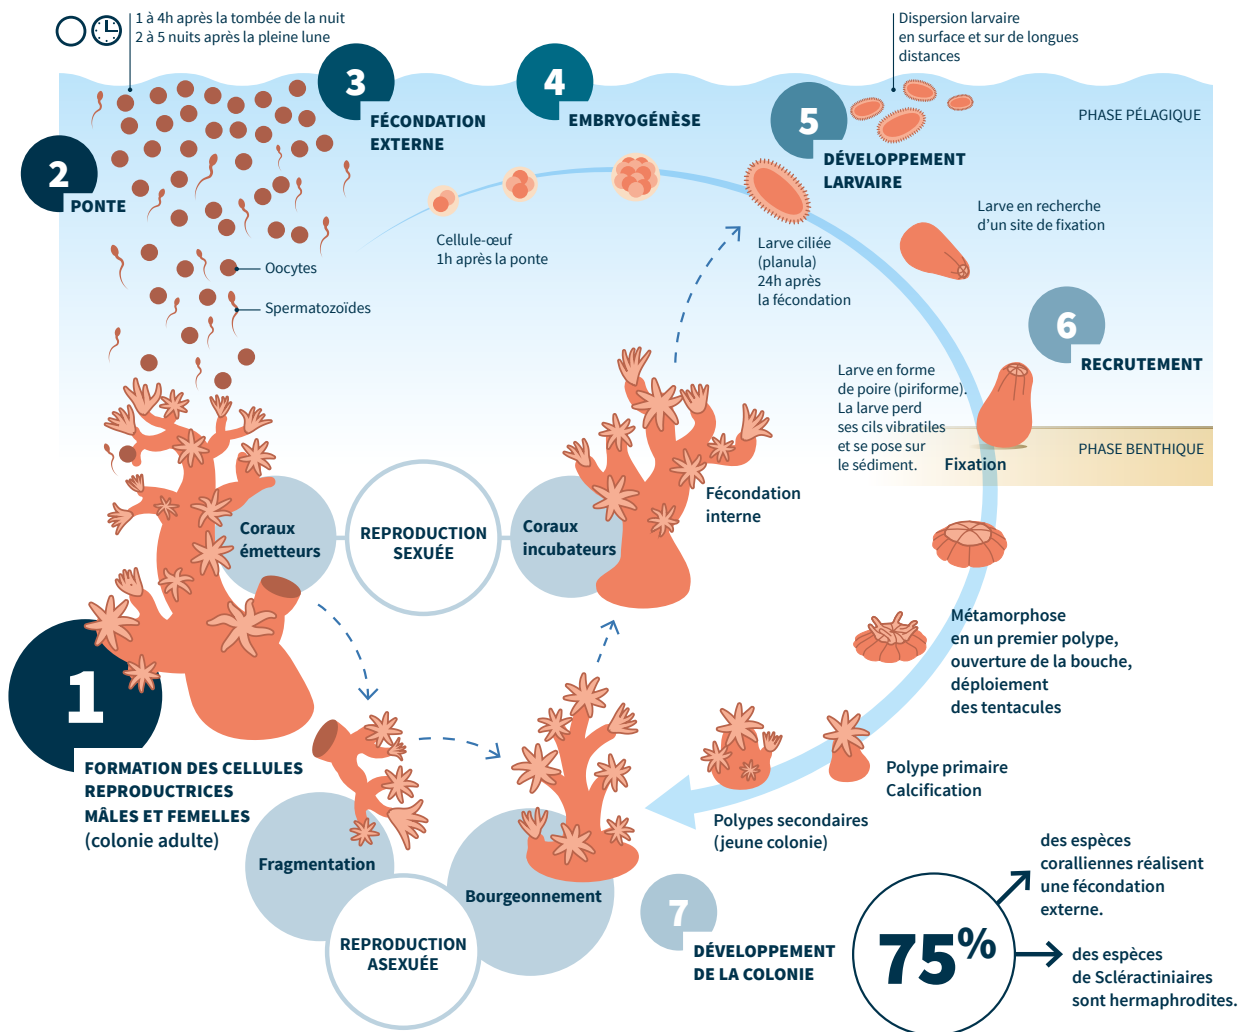 1 à 4h après la tombée de la nuit
2 à 5 nuits après la pleine lune
Dispersion larvaire
en surface et sur de longues
distances
3
FÉCONDATION
EXTERNE
4
EMBRYOGÉNÈSE
5
DÉVELOPPEMENT
LARVAIRE
PHASE PÉLAGIQUE
2
PONTE
Larve en recherche
d’un site de fixation
Cellule-œuf
1h après la ponte
Larve ciliée
(planula)
24h après
la fécondation
Oocytes
Spermatozoïdes
6
RECRUTEMENT
Larve en forme
de poire (piriforme).
La larve perd
ses cils vibratiles
et se pose sur
le sédiment.
Fixation
PHASE BENTHIQUE
Coraux
émetteurs
REPRODUCTION
SEXUÉE
Coraux
incubateurs
Fécondation
interne
Métamorphose
en un premier polype,
ouverture de la bouche,
déploiement
des tentacules
1
FORMATION DES CELLULES
REPRODUCTRICES
MÂLES ET FEMELLES
(colonie adulte)
Polype primaire
Calcification
Polypes secondaires
(jeune colonie)
Fragmentation
Bourgeonnement
REPRODUCTION
ASEXUÉE
7
DÉVELOPPEMENT
DE LA COLONIE
75%
des espèces
coralliennes réalisent
une fécondation
externe.
des espèces
de Scléractiniaires
sont hermaphrodites.